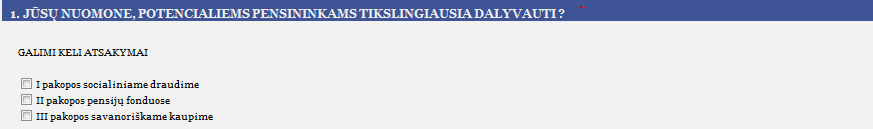 1. JŪSŲ NUOMONE, POTENCIALIEMS PENSININKAMS TIKSLINGIAUSIA DALYVAUTI ? *
GALIMI KELI ATSAKYMAI
I pakopos socialiniame draudime
II pakopos pensijų fonduose
III pakopos savanoriškame kaupime